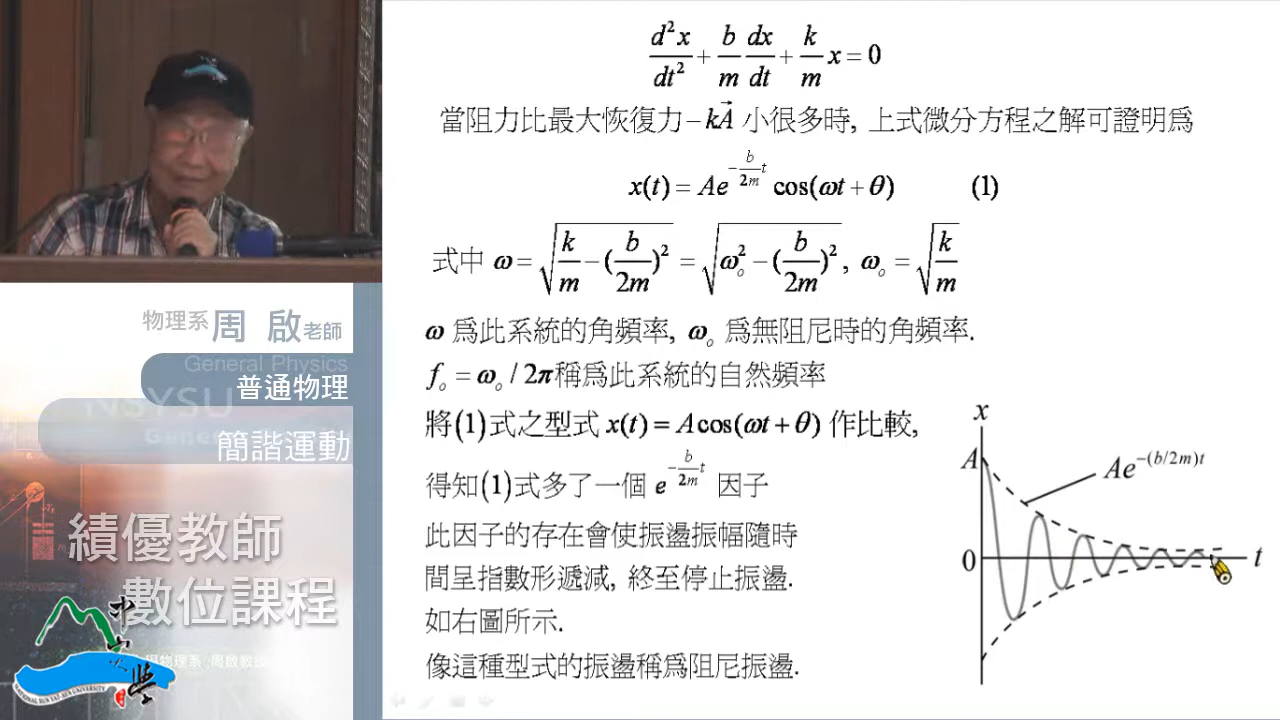 d²x/dt² + b/m dx/dt + k/m x = 0
當阻力比最大恢復力 −kA⃗ 小很多時, 上式微分方程之解可證明為
x(t) = Ae^(−(b/2m)t) cos(ωt + θ) (1)
式中 ω = √(k/m − (b/2m)²) = √(ω₀² − (b/2m)²), ω₀ = √(k/m)
ω 為此系統的角頻率, ω₀ 為無阻尼時的角頻率.
f₀ = ω₀ / 2π 稱為此系統的自然頻率
將(1)式之型式 x(t) = A cos(ωt + θ) 作比較,
得知(1)式多了一個 e^(−(b/2m)t) 因子
此因子的存在會使振盪振幅隨時
間呈指數形遞減, 終至停止振盪.
如右圖所示.
像這種型式的振盪稱為阻尼振盪.
x
A
Ae^(−(b/2m)t)
0
t
物理系 周 啟 老師
General Physics
普通物理
NSYSU
簡諧運動
績優教師
數位課程